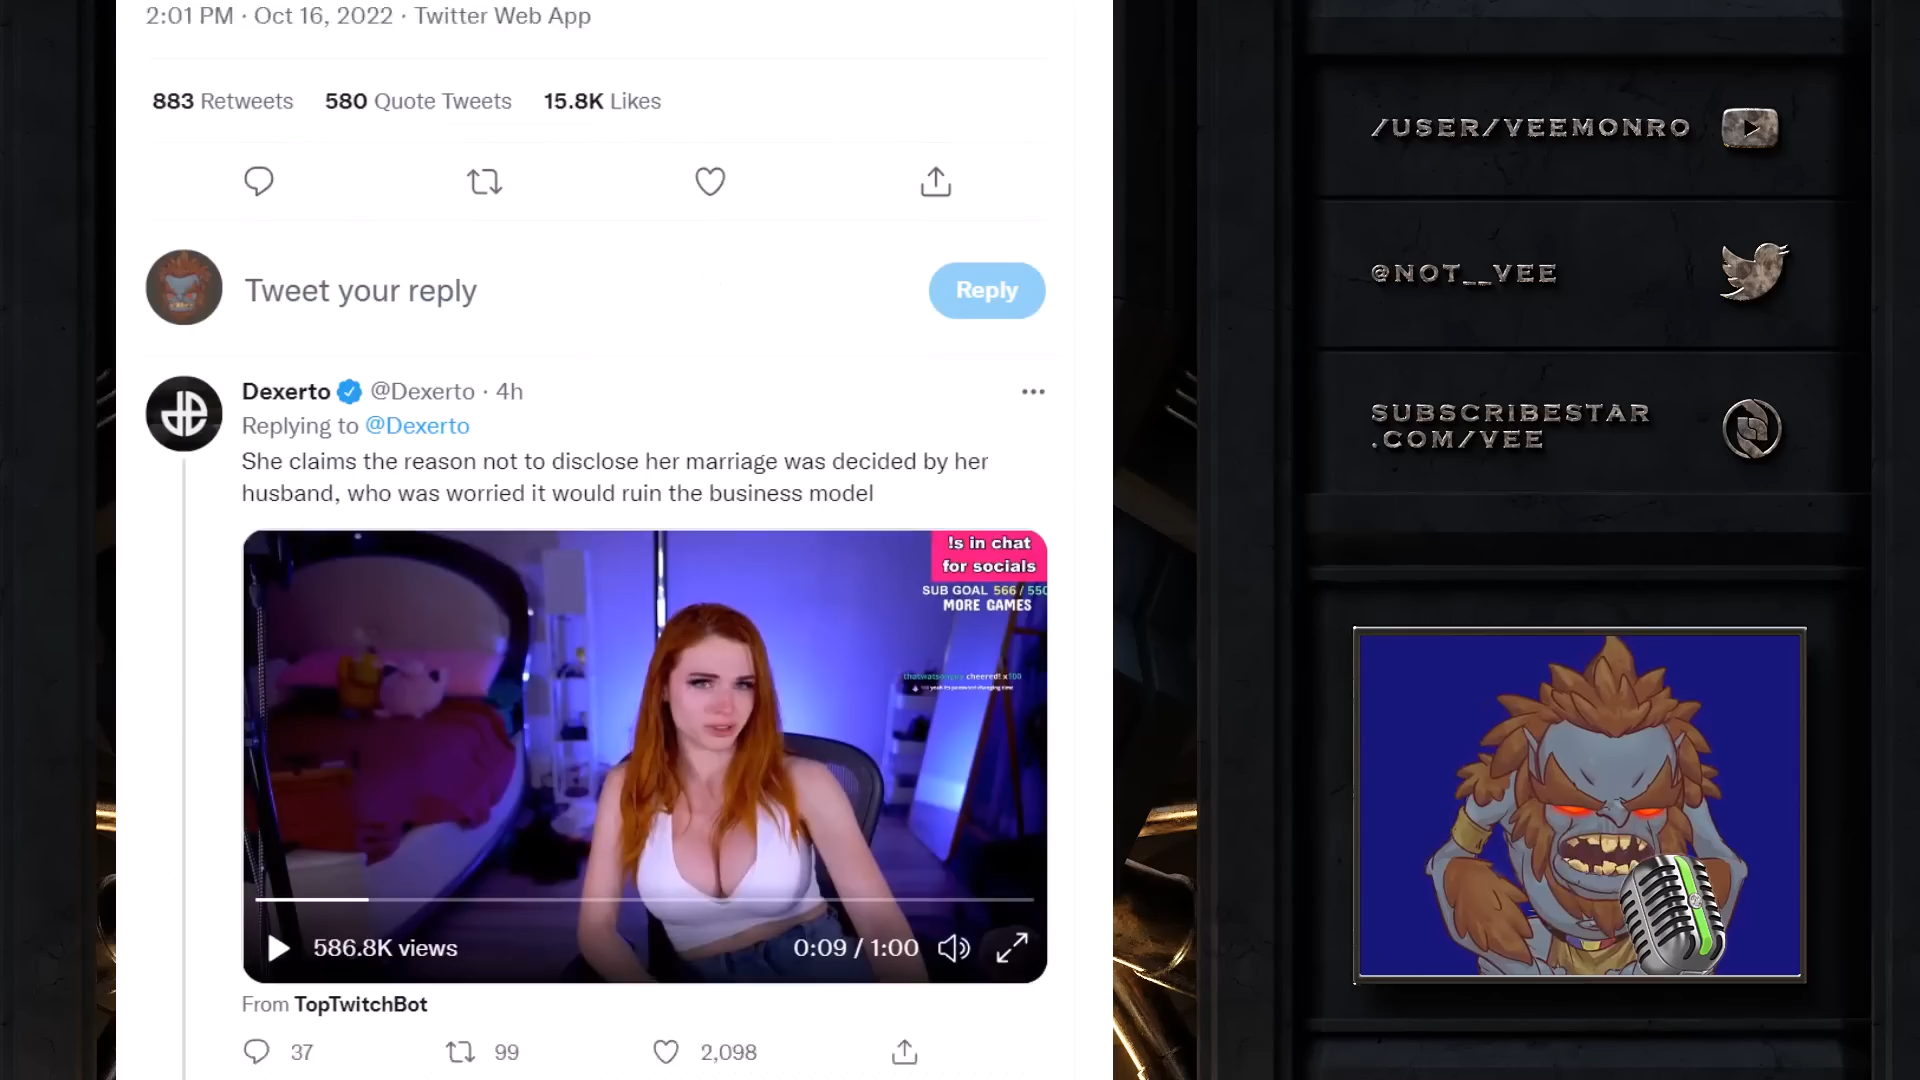 2:01 PM · Oct 16, 2022 · Twitter Web App
883 Retweets 580 Quote Tweets 15.8K Likes
Tweet your reply
Reply
Dexerto @Dexerto · 4h
Replying to @Dexerto
She claims the reason not to disclose her marriage was decided by her
husband, who was worried it would ruin the business model
!s in chat
for socials
SUB GOAL 566 / 550
MORE GAMES
cheered! x100
586.8K views
0:09 / 1:00
From TopTwitchBot
37
99
2,098
/USER/VEEMONRO
@NOT__VEE
SUBSCRIBESTAR
.COM/VEE